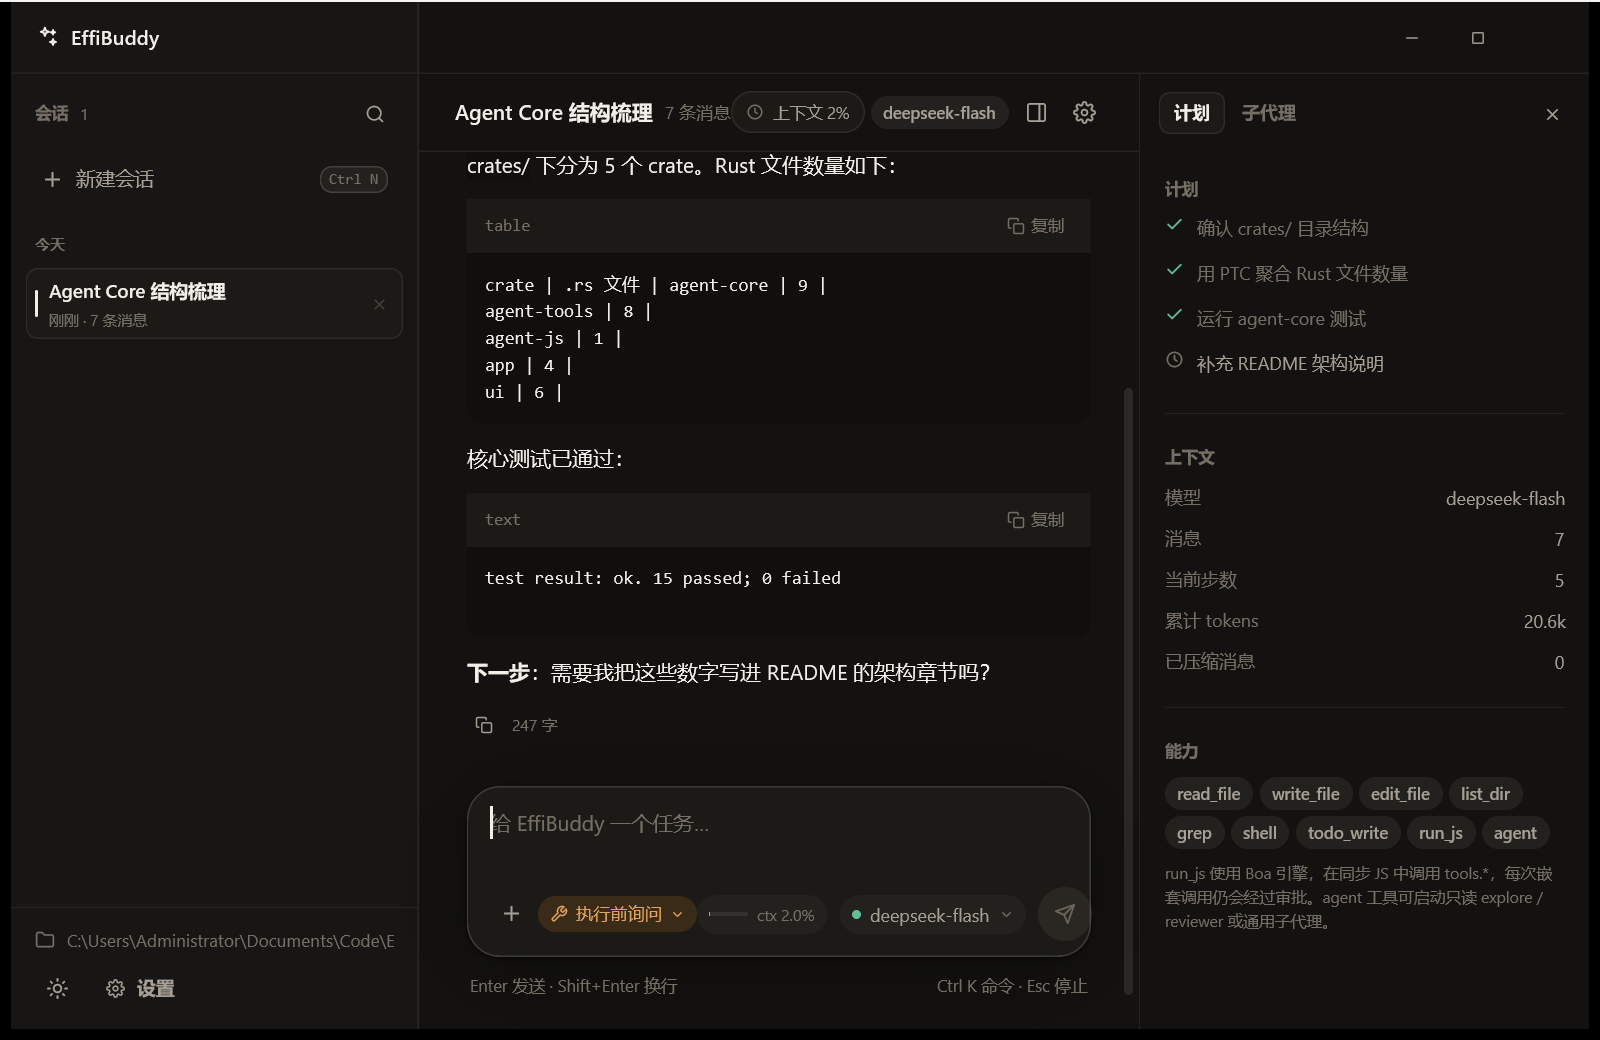 EffiBuddy
会话 1
新建会话 Ctrl N
今天
Agent Core 结构梳理
刚刚 · 7 条消息
C:\Users\Administrator\Documents\Code\E
设置
Agent Core 结构梳理 7 条消息 上下文 2% deepseek-flash
crates/ 下分为 5 个 crate。Rust 文件数量如下：
table 复制
crate | .rs 文件 | agent-core | 9 |
agent-tools | 8 |
agent-js | 1 |
app | 4 |
ui | 6 |
核心测试已通过：
text 复制
test result: ok. 15 passed; 0 failed
下一步：需要我把这些数字写进 README 的架构章节吗？
247 字
给 EffiBuddy 一个任务...
执行前询问 ctx 2.0% deepseek-flash
Enter 发送 · Shift+Enter 换行 Ctrl K 命令 · Esc 停止
计划 子代理
计划
确认 crates/ 目录结构
用 PTC 聚合 Rust 文件数量
运行 agent-core 测试
补充 README 架构说明
上下文
模型 deepseek-flash
消息 7
当前步数 5
累计 tokens 20.6k
已压缩消息 0
能力
read_file write_file edit_file list_dir
grep shell todo_write run_js agent
run_js 使用 Boa 引擎，在同步 JS 中调用 tools.*，每次嵌
套调用仍会经过审批。agent 工具可启动只读 explore /
reviewer 或通用子代理。